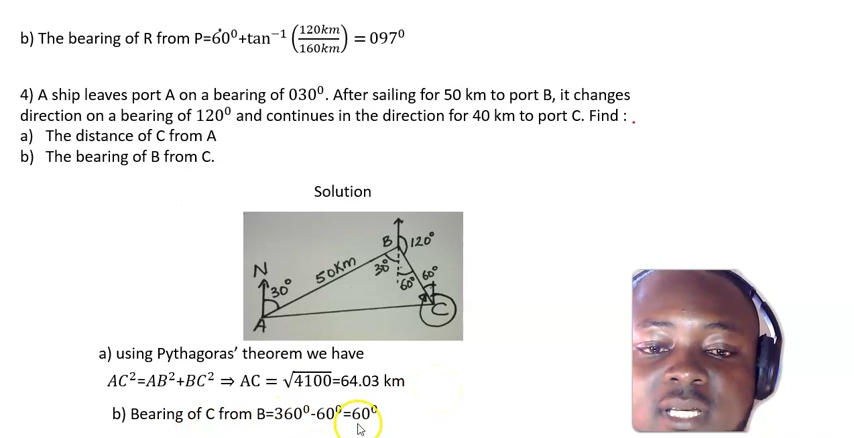 b) The bearing of R from P=60⁰+tan⁻¹(120km/160km)=097⁰
4) A ship leaves port A on a bearing of 030⁰. After sailing for 50 km to port B, it changes
direction on a bearing of 120⁰ and continues in the direction for 40 km to port C. Find : .
a) The distance of C from A
b) The bearing of B from C.
Solution
B 120°
N
30°
50Km
30°
60°
60°
C
A
a) using Pythagoras’ theorem we have
AC²=AB²+BC² ⇒ AC = √4100=64.03 km
b) Bearing of C from B=360⁰-60⁰=60⁰